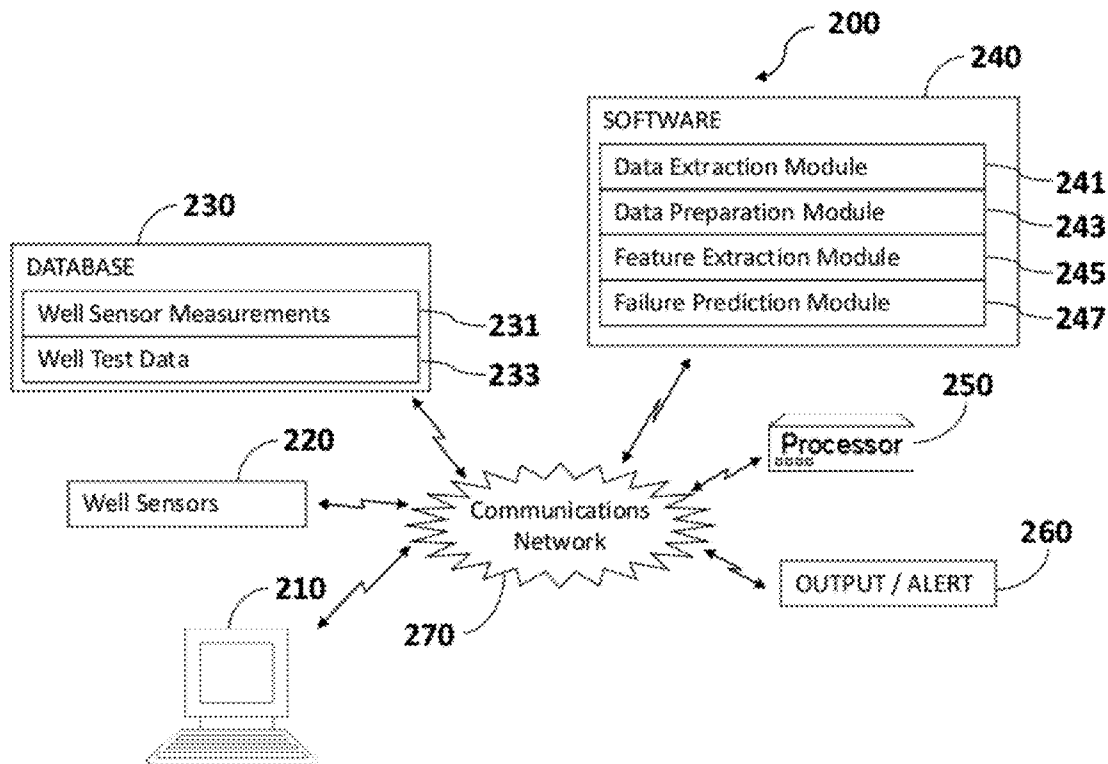 200
240
SOFTWARE
Data Extraction Module
241
Data Preparation Module
243
Feature Extraction Module
245
Failure Prediction Module
247
230
DATABASE
Well Sensor Measurements
231
Well Test Data
233
250
Processor
220
Well Sensors
Communications
Network
260
OUTPUT / ALERT
210
270